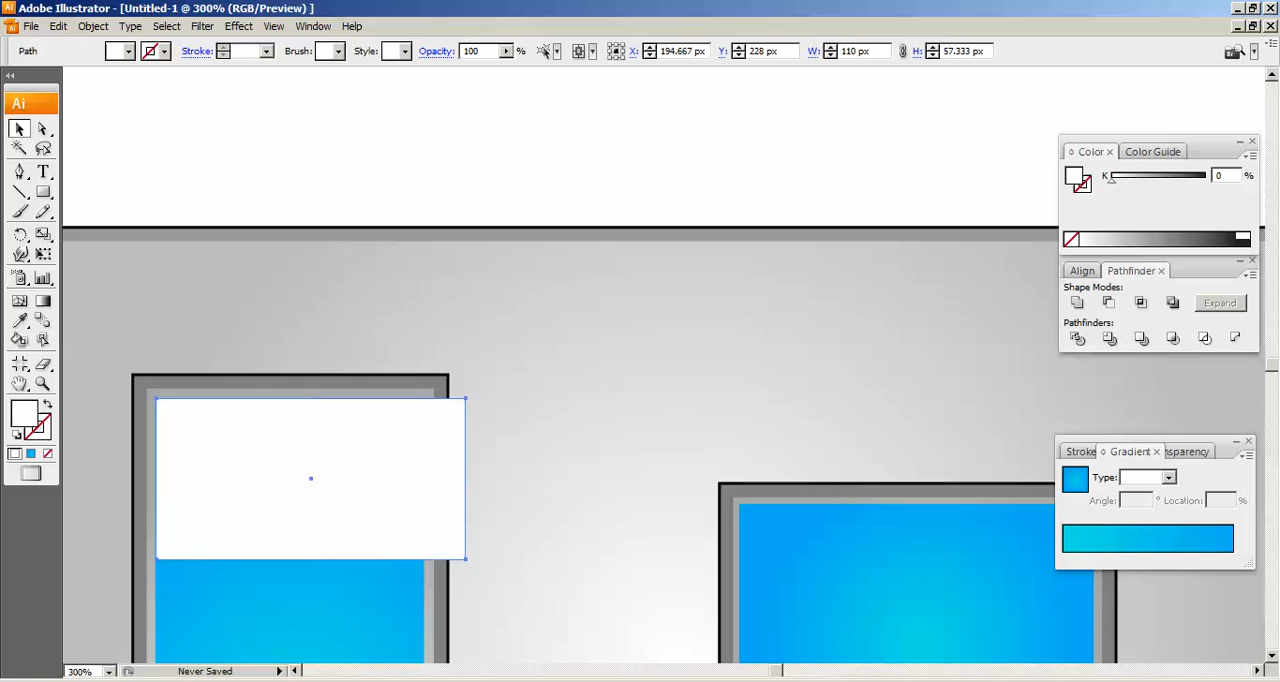 Adobe Illustrator - [Untitled-1 @ 300% (RGB/Preview) ]
File Edit Object Type Select Filter Effect View Window Help
Path Stroke: Brush: Style: Opacity: 100 X: 194.667 px Y: 228 px W: 110 px H: 57.333 px
Ai
Color Color Guide
K 0 %
Align Pathfinder
Shape Modes:
Expand
Pathfinders:
Stroke Gradient nsparency
Type:
Angle: ° Location: %
300% Never Saved